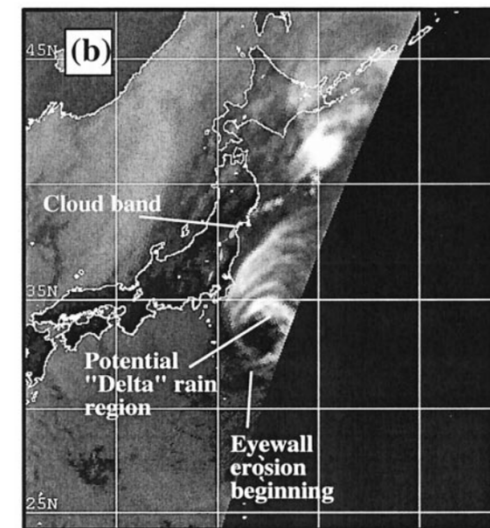 45N
(b)
Cloud band
35N
Potential
"Delta" rain
region
Eyewall
erosion
beginning
25N